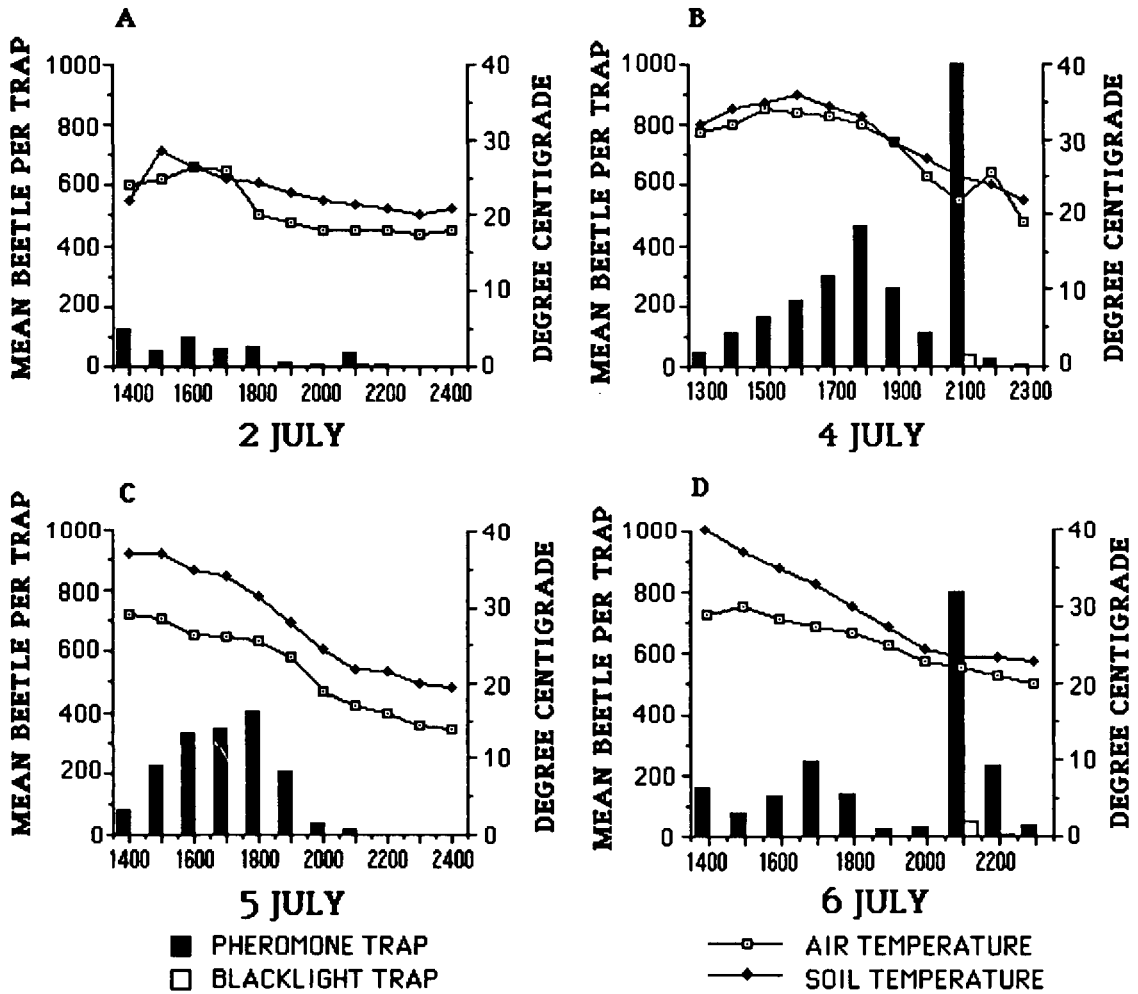 A
MEAN BEETLE PER TRAP
1000
800
600
400
200
0
40
30
20
10
0
DEGREE CENTIGRADE
1400 1600 1800 2000 2200 2400
2 JULY
B
MEAN BEETLE PER TRAP
1000
800
600
400
200
0
40
30
20
10
0
DEGREE CENTIGRADE
1300 1500 1700 1900 2100 2300
4 JULY
C
MEAN BEETLE PER TRAP
1000
800
600
400
200
0
40
30
20
10
0
DEGREE CENTIGRADE
1400 1600 1800 2000 2200 2400
5 JULY
D
MEAN BEETLE PER TRAP
1000
800
600
400
200
0
40
30
20
10
0
DEGREE CENTIGRADE
1400 1600 1800 2000 2200
6 JULY
PHEROMONE TRAP
BLACKLIGHT TRAP
AIR TEMPERATURE
SOIL TEMPERATURE